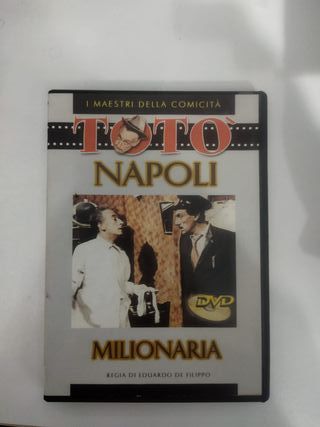 I MAESTRI DELLA COMICITÀ
TOTÒ
NAPOLI
DVD
MILIONARIA
REGIA DI EDUARDO DE FILIPPO